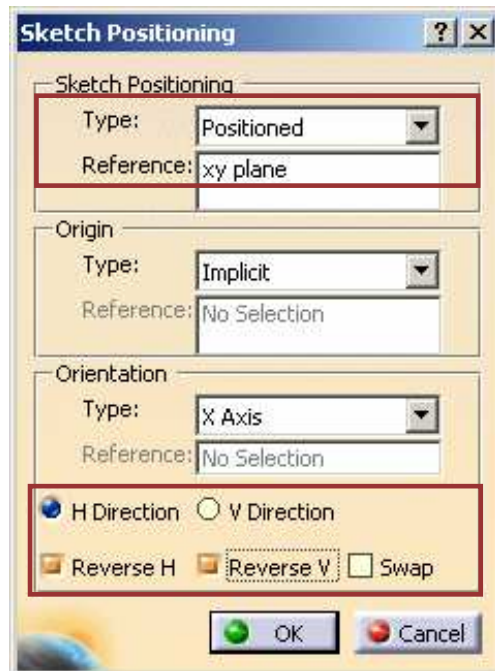 Sketch Positioning
Sketch Positioning
Type: Positioned
Reference: xy plane
Origin
Type: Implicit
Reference: No Selection
Orientation
Type: X Axis
Reference: No Selection
H Direction V Direction
Reverse H Reverse V Swap
OK Cancel